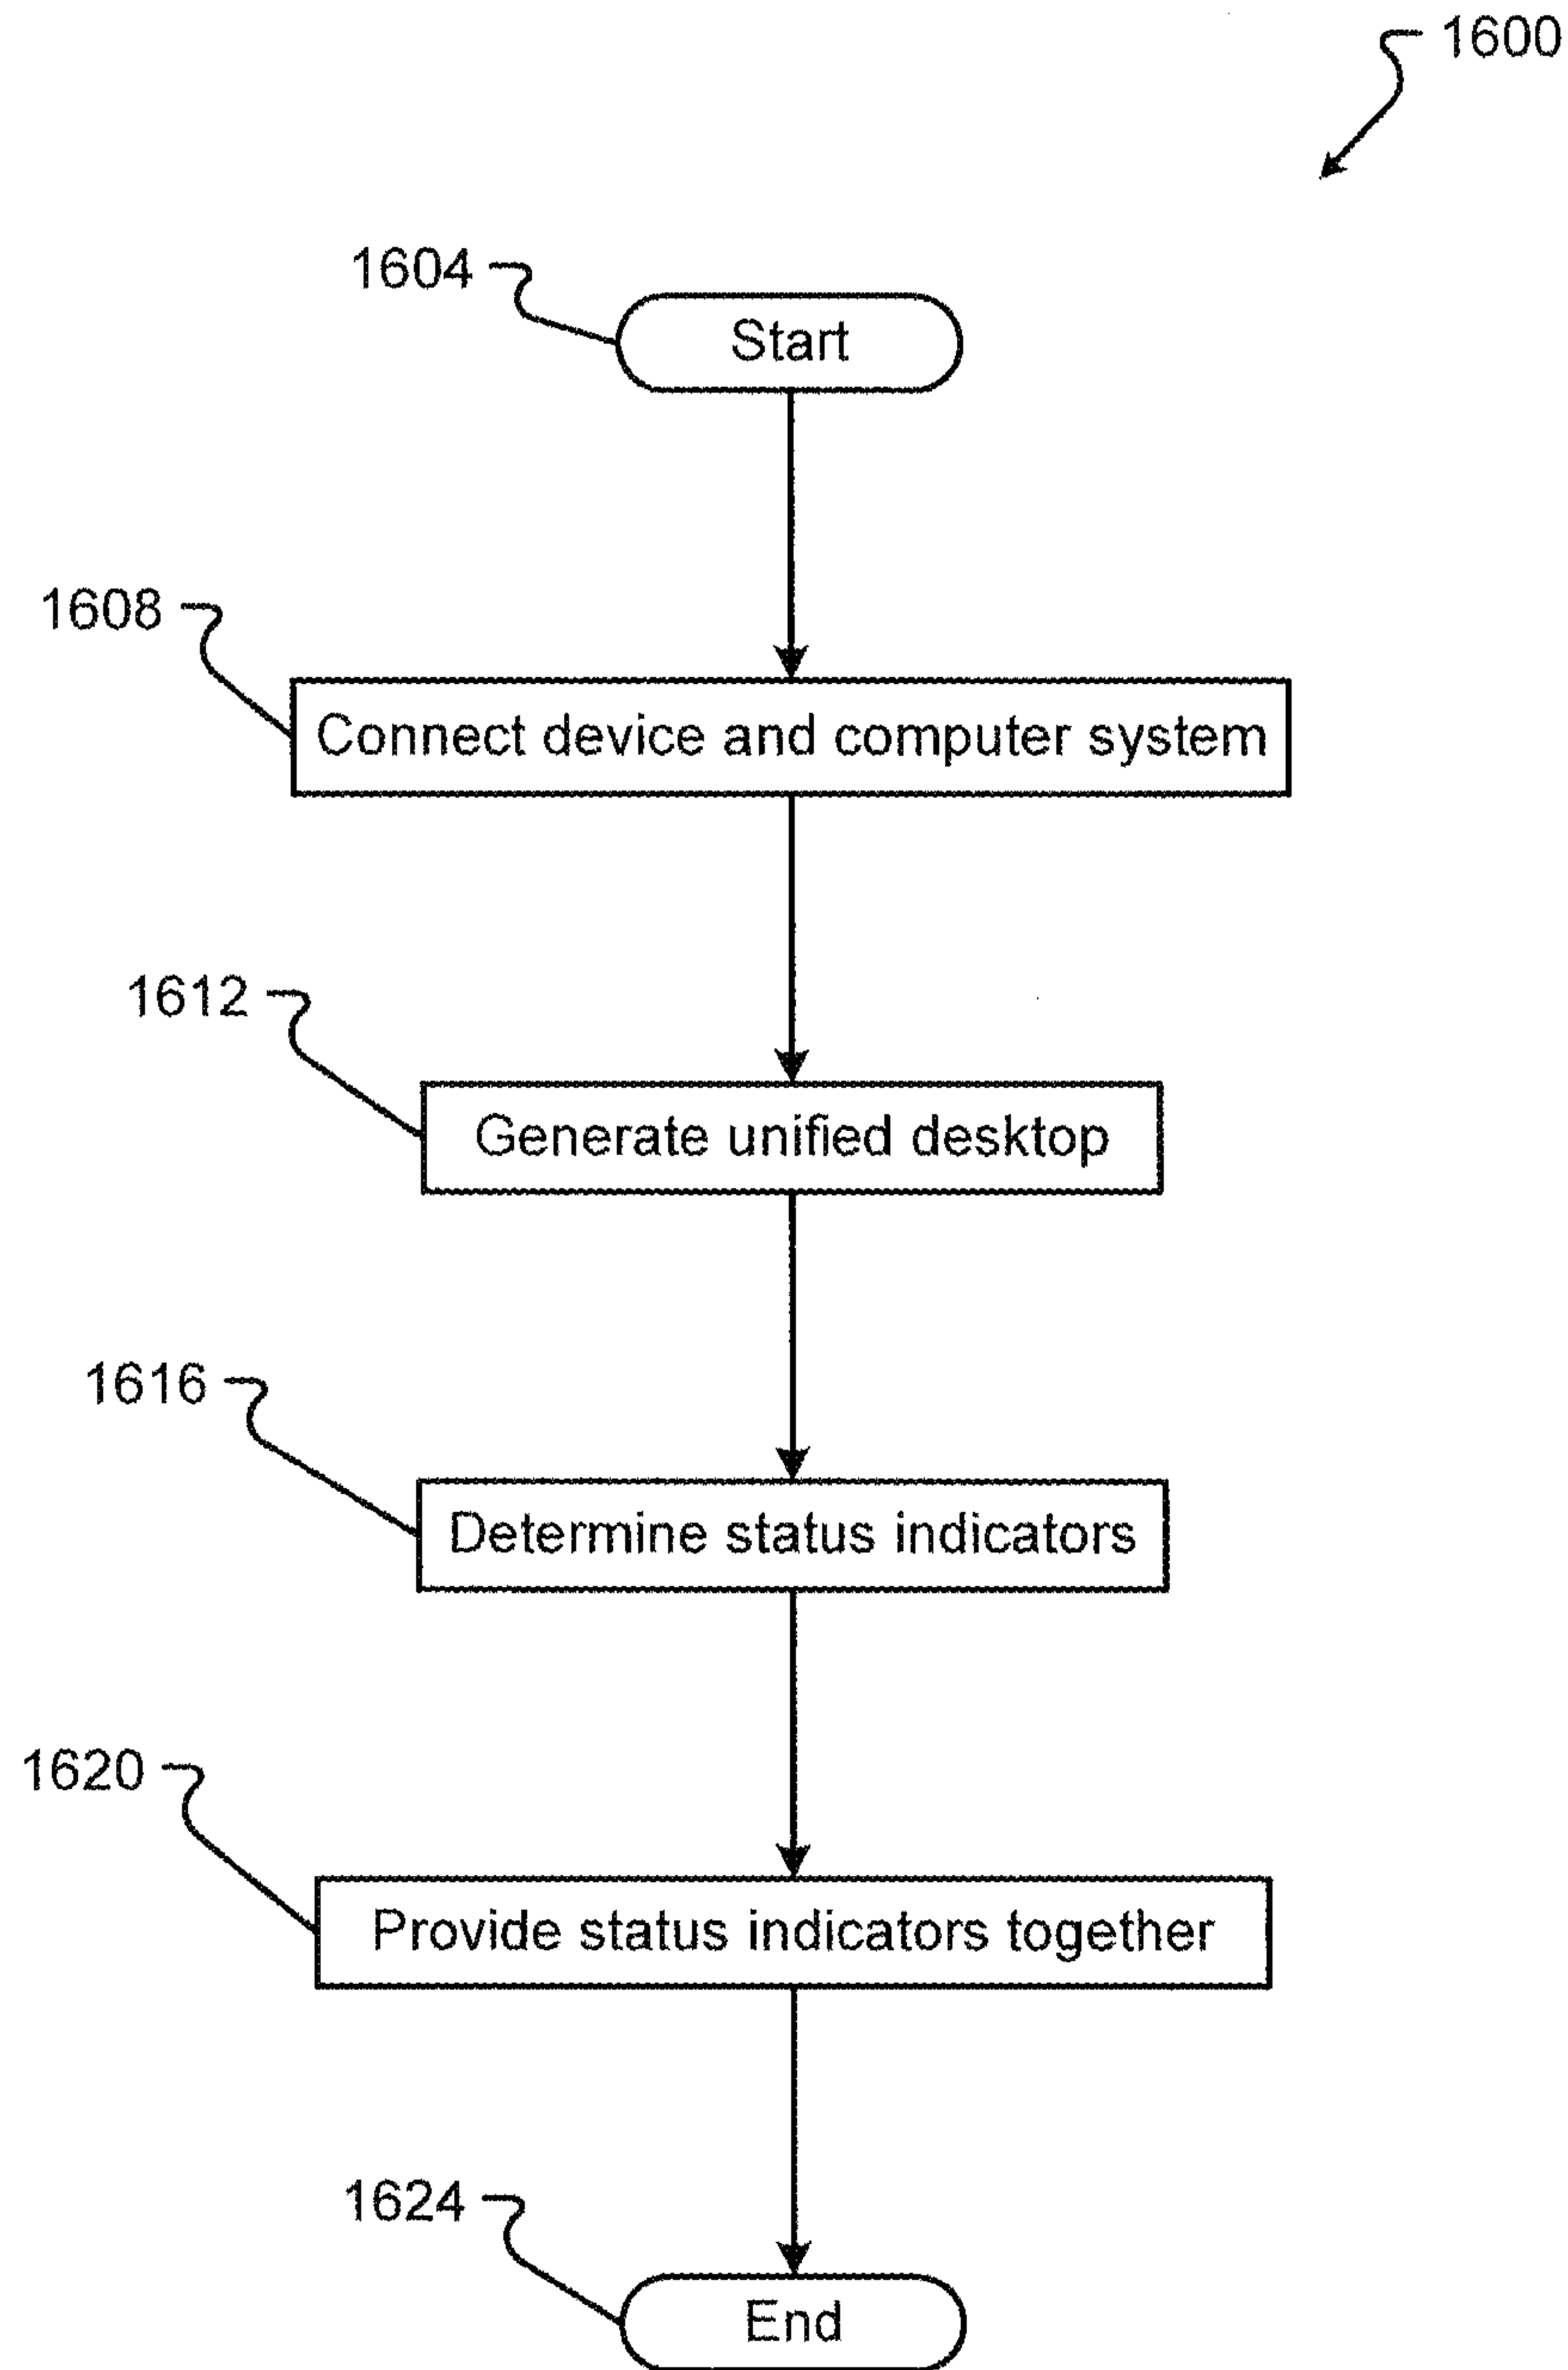 1600
1604
Start
1608
Connect device and computer system
1612
Generate unified desktop
1616
Determine status indicators
1620
Provide status indicators together
1624
End